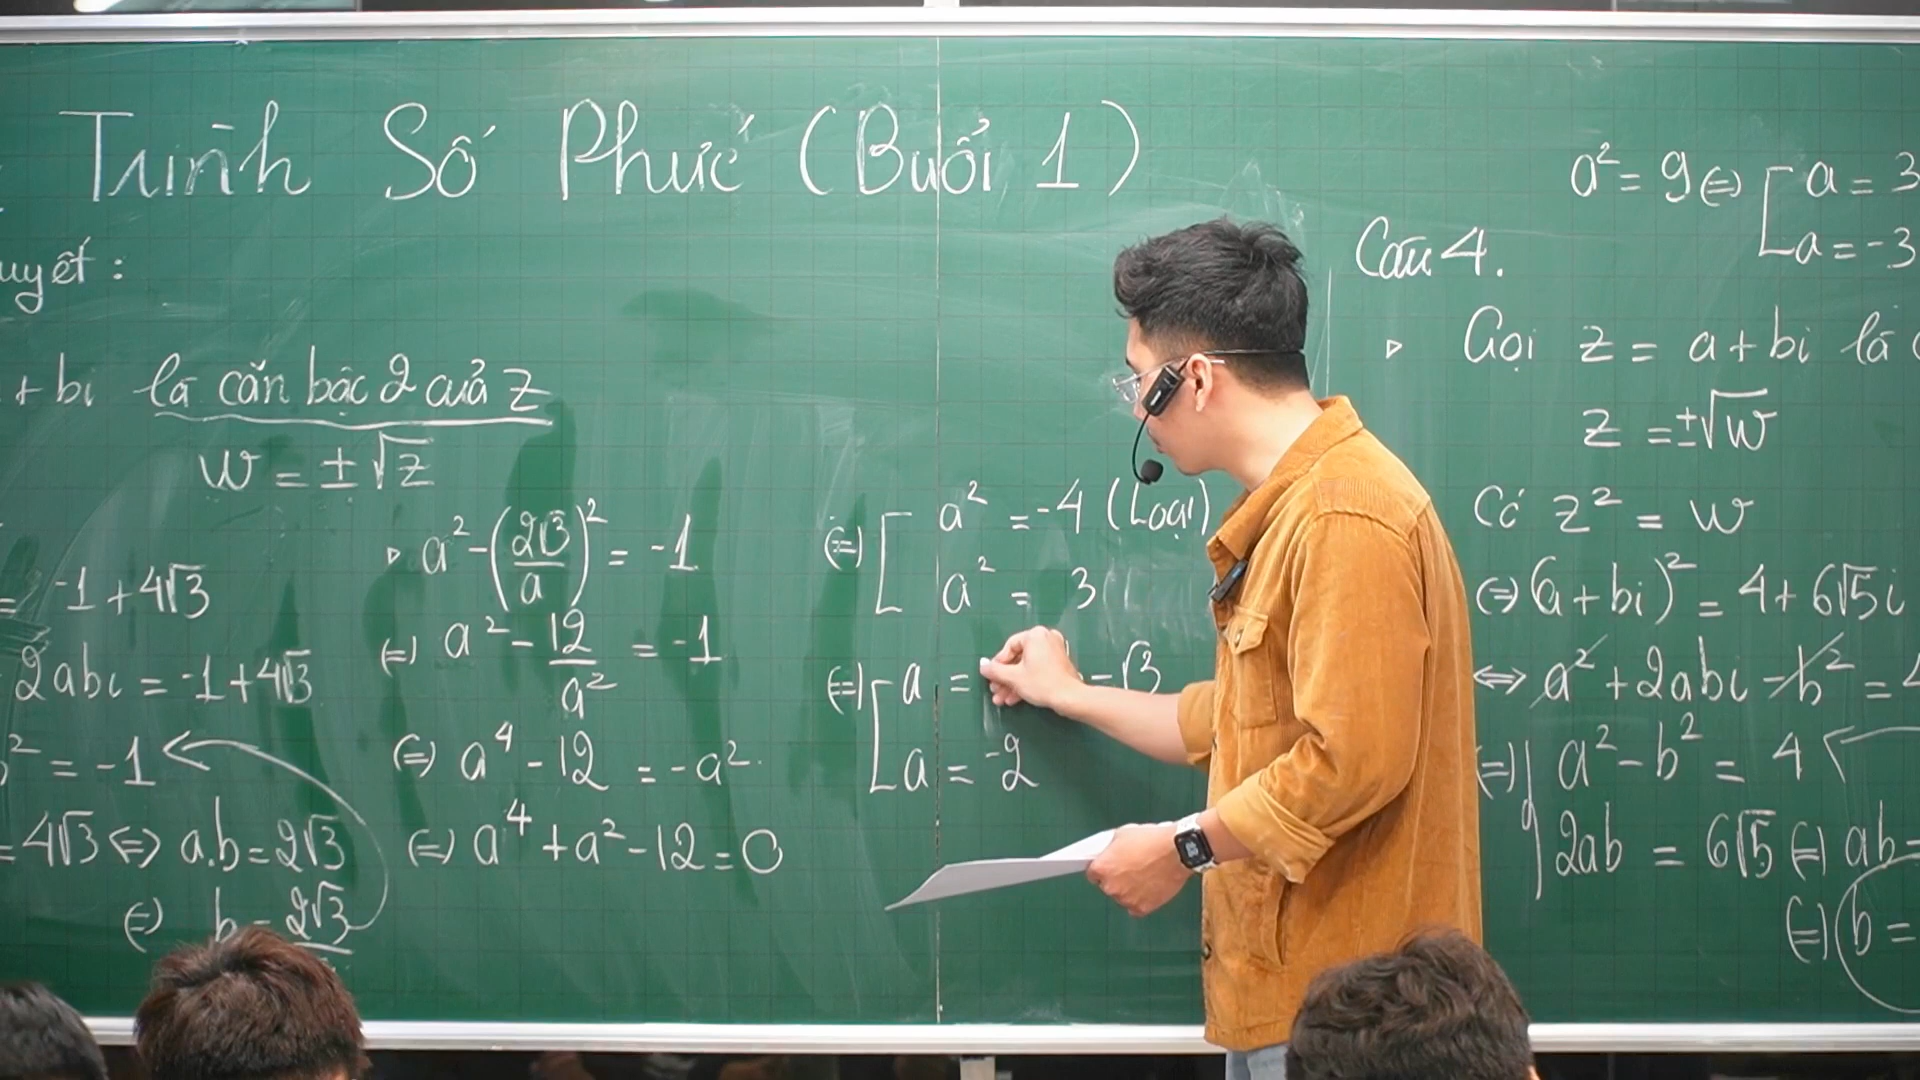 Trình Số Phức (Buổi 1)
uyết:
+ bi là căn bậc 2 của z
w = ±√z
= -1 + 4√3
2abi = -1 + 4√3
b² = -1
= 4√3 ⇔ a.b = 2√3
⇔ b = 2√3
▹ a² - (2√3/a)² = -1
⇔ a² - 12/a² = -1
⇔ a⁴ - 12 = -a²
⇔ a⁴ + a² - 12 = 0
⇔ [ a² = -4 (Loại)
a² = 3
⇔ [ a = - √3
a = -2
a² = 9 ⇔ [ a = 3
a = -3
Câu 4.
▹ Gọi z = a + bi là
z = ±√w
Có z² = w
⇔ (a + bi)² = 4 + 6√5i
⇔ a² + 2abi - b² = 4
⇔ { a² - b² = 4
2ab = 6√5 ⇔ ab =
⇔ b =